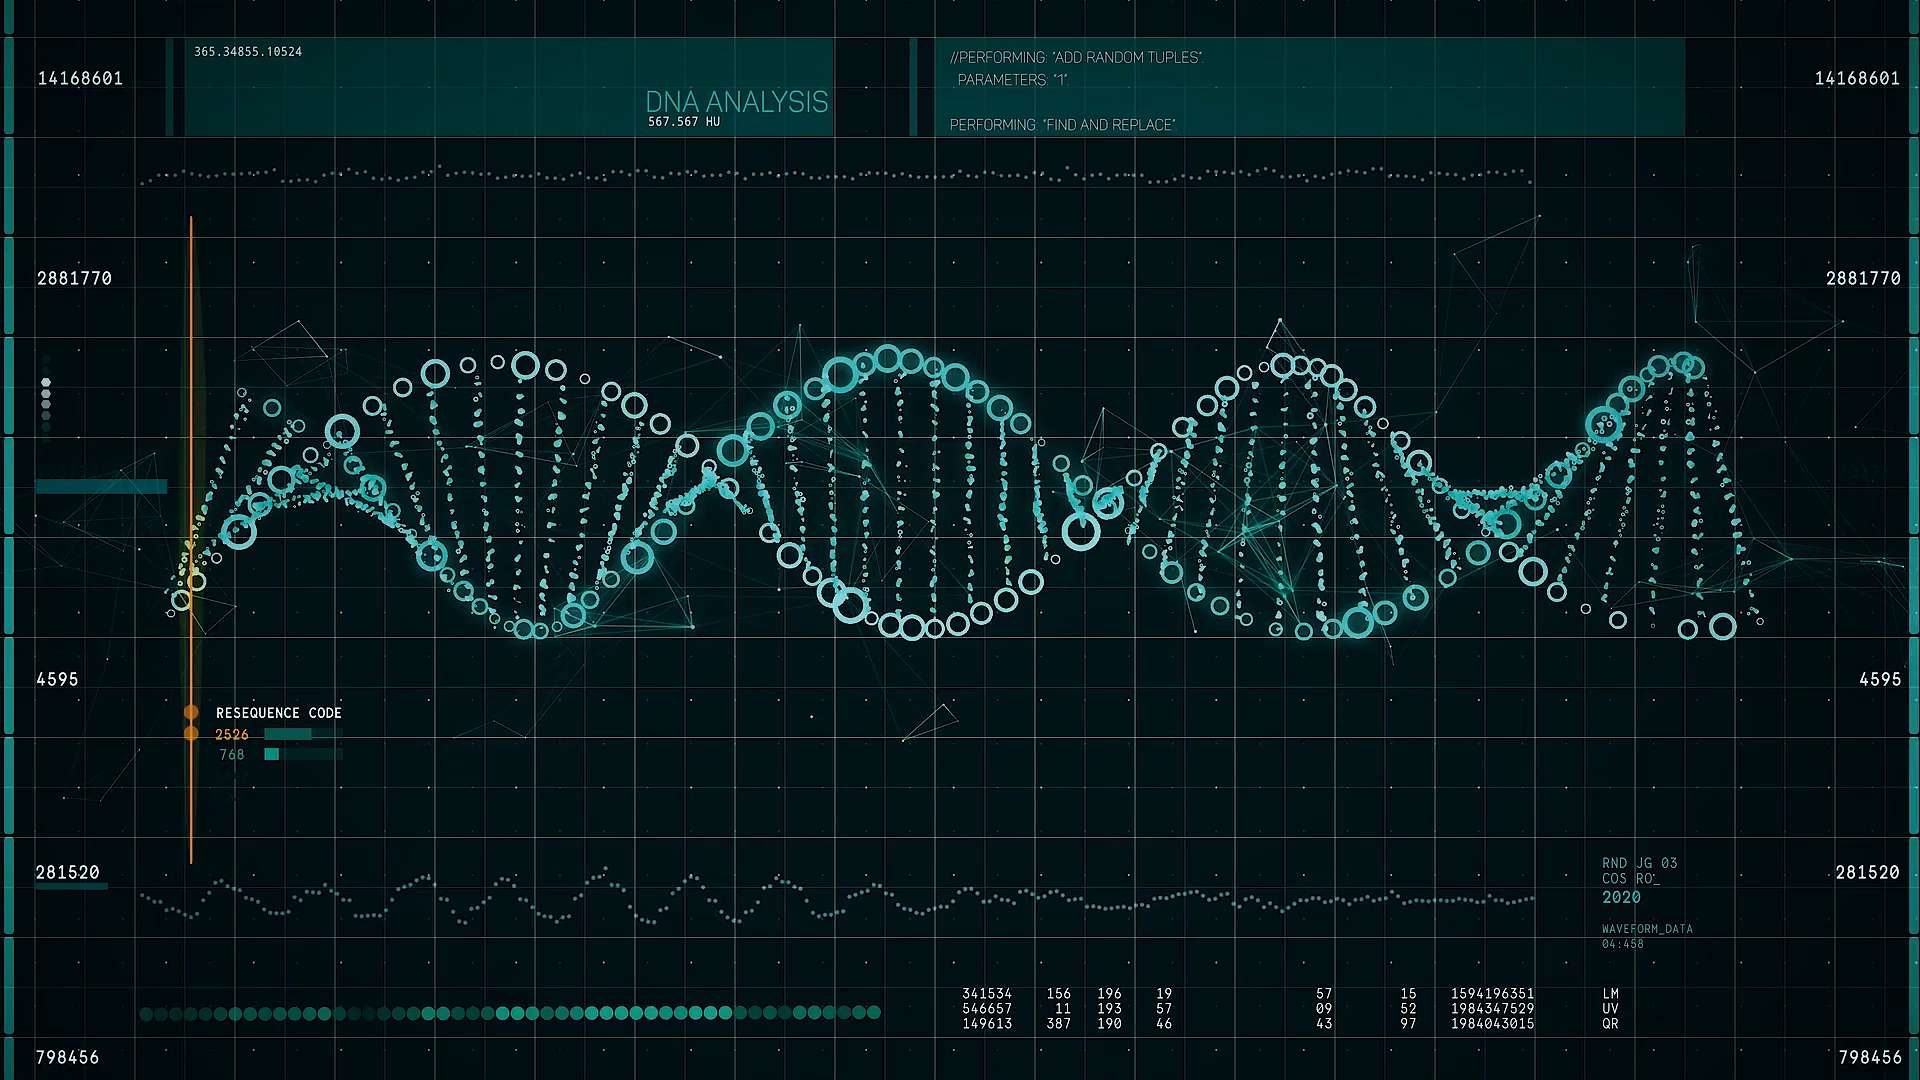 365.34855.10524
//PERFORMING: "ADD RANDOM TUPLES".
PARAMETERS: "1".
14168601
14168601
DNA ANALYSIS
567.567 HU
PERFORMING: "FIND AND REPLACE".
2881770
2881770
4595
4595
RESEQUENCE CODE
2526
768
281520
281520
RND JG 03
COS RO_
2020
WAVEFORM_DATA
04:458
341534 156 196 19 57 15 1594196351 LM
546657 11 193 57 09 52 1984347529 UV
149613 387 190 46 43 97 1984043015 QR
798456
798456